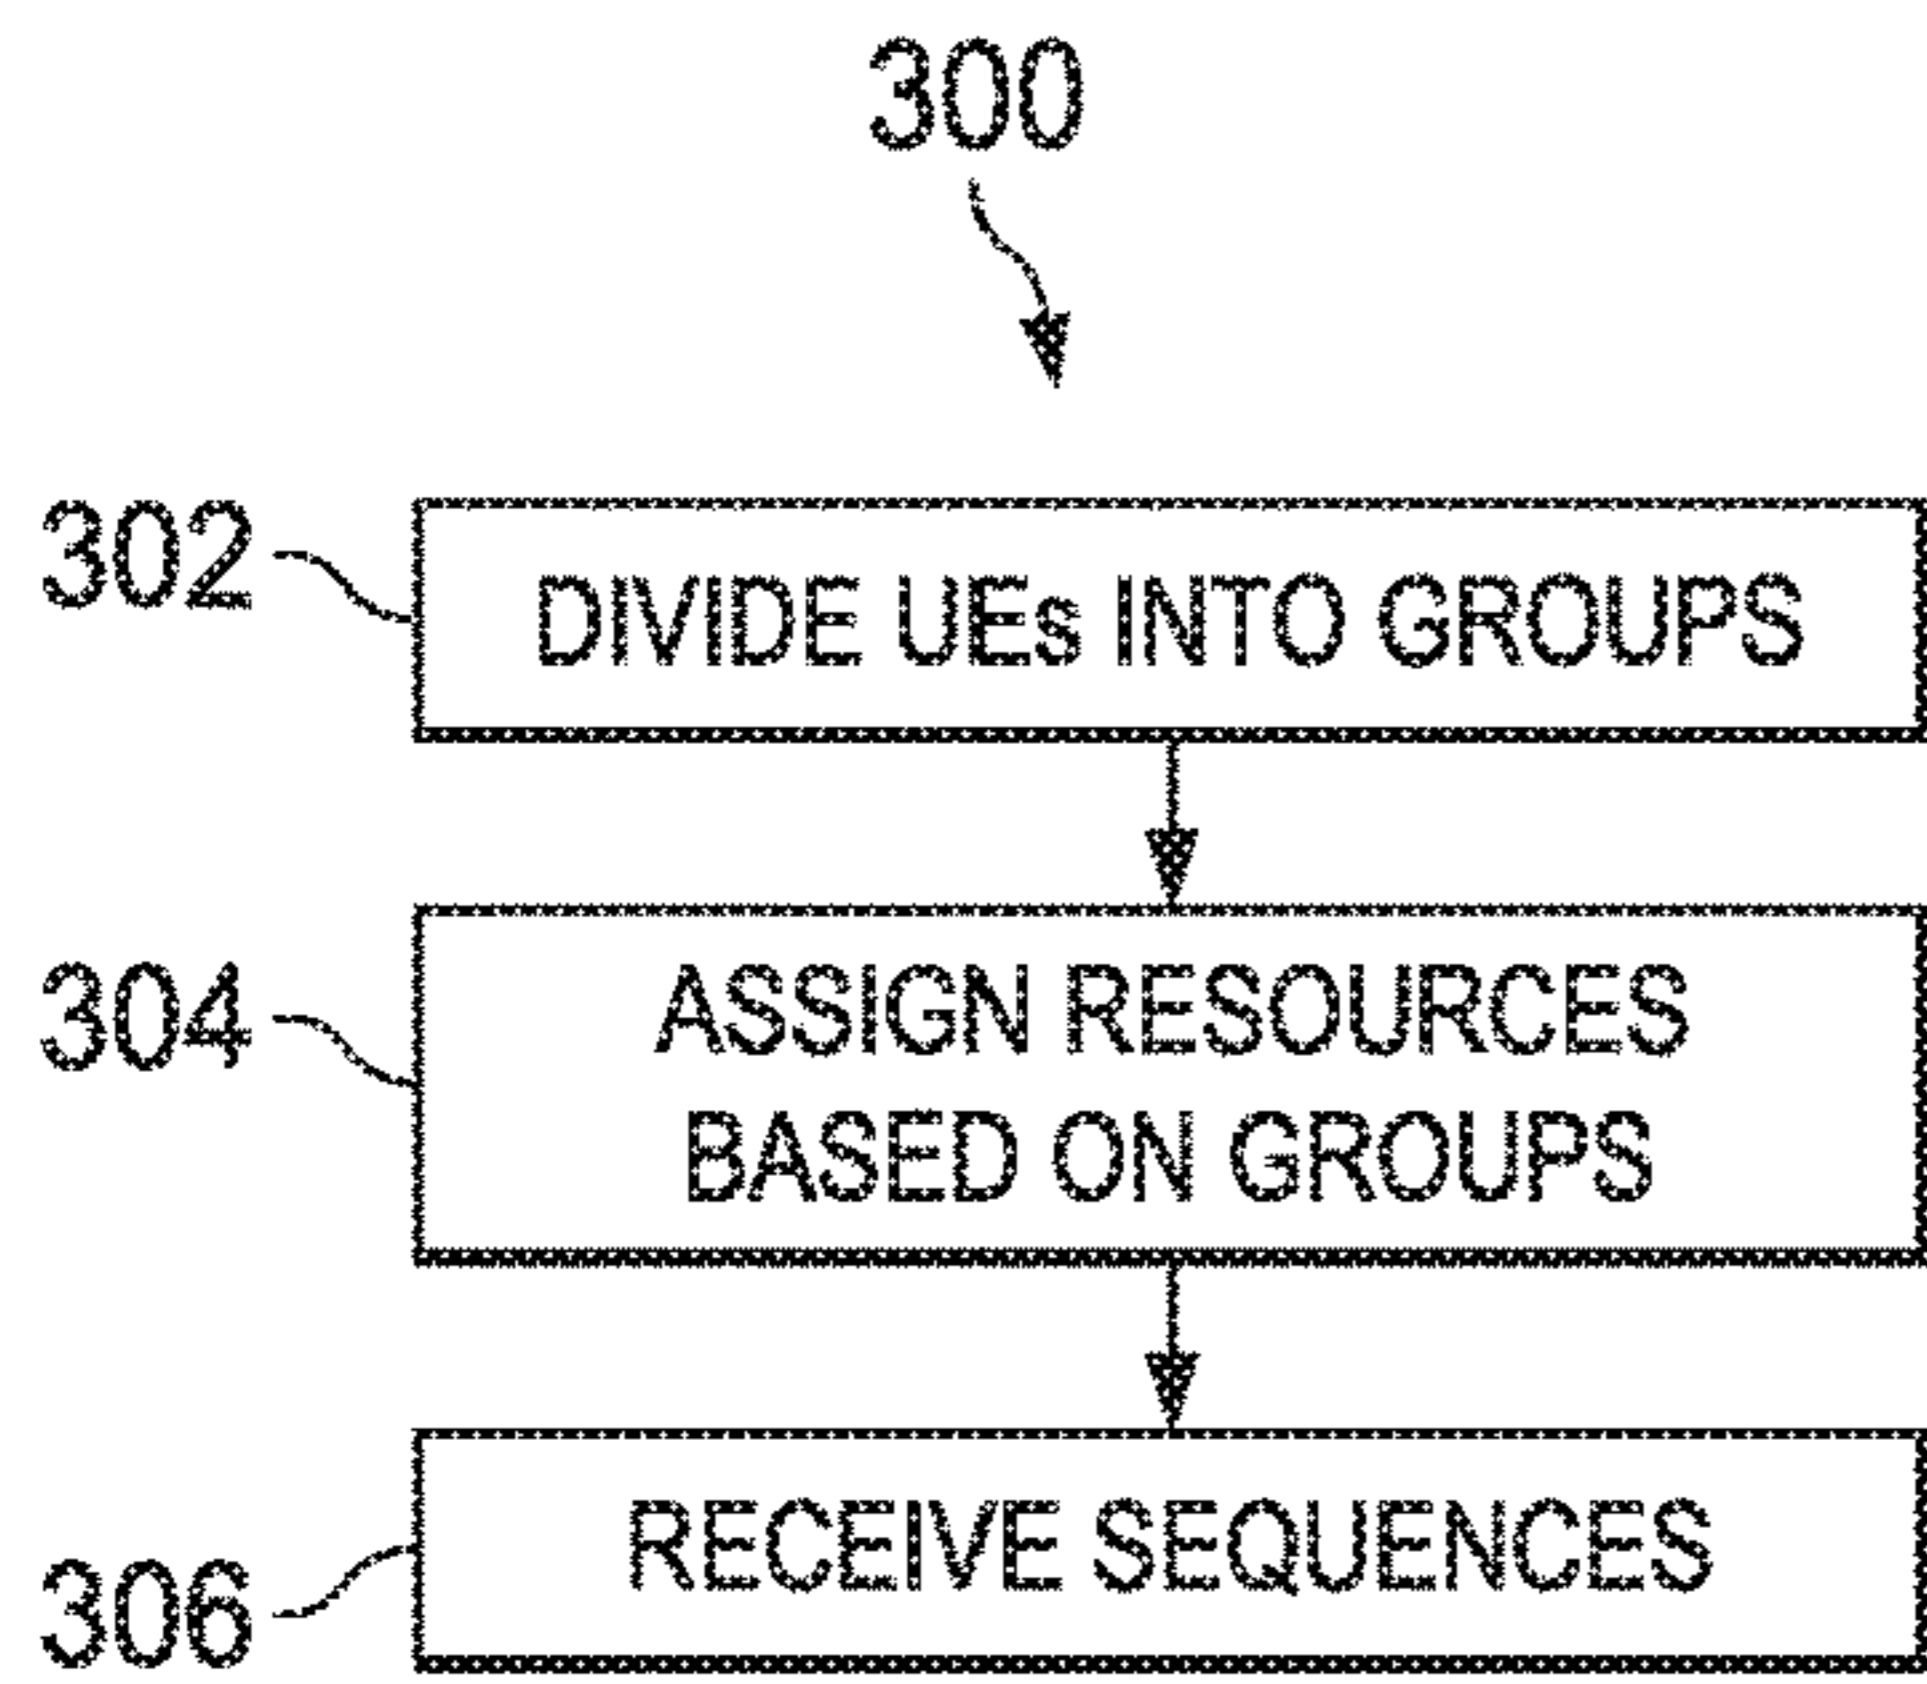 300
302
DIVIDE UEs INTO GROUPS
304
ASSIGN RESOURCES
BASED ON GROUPS
306
RECEIVE SEQUENCES